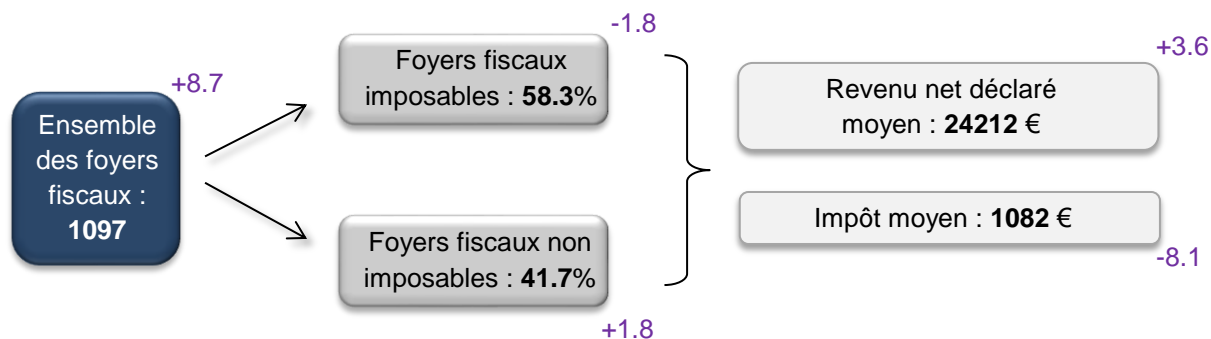 +8.7
Ensemble
des foyers
fiscaux :
1097
-1.8
Foyers fiscaux
imposables : 58.3%
Foyers fiscaux non
imposables : 41.7%
+1.8
+3.6
Revenu net déclaré
moyen : 24212 €
Impôt moyen : 1082 €
-8.1